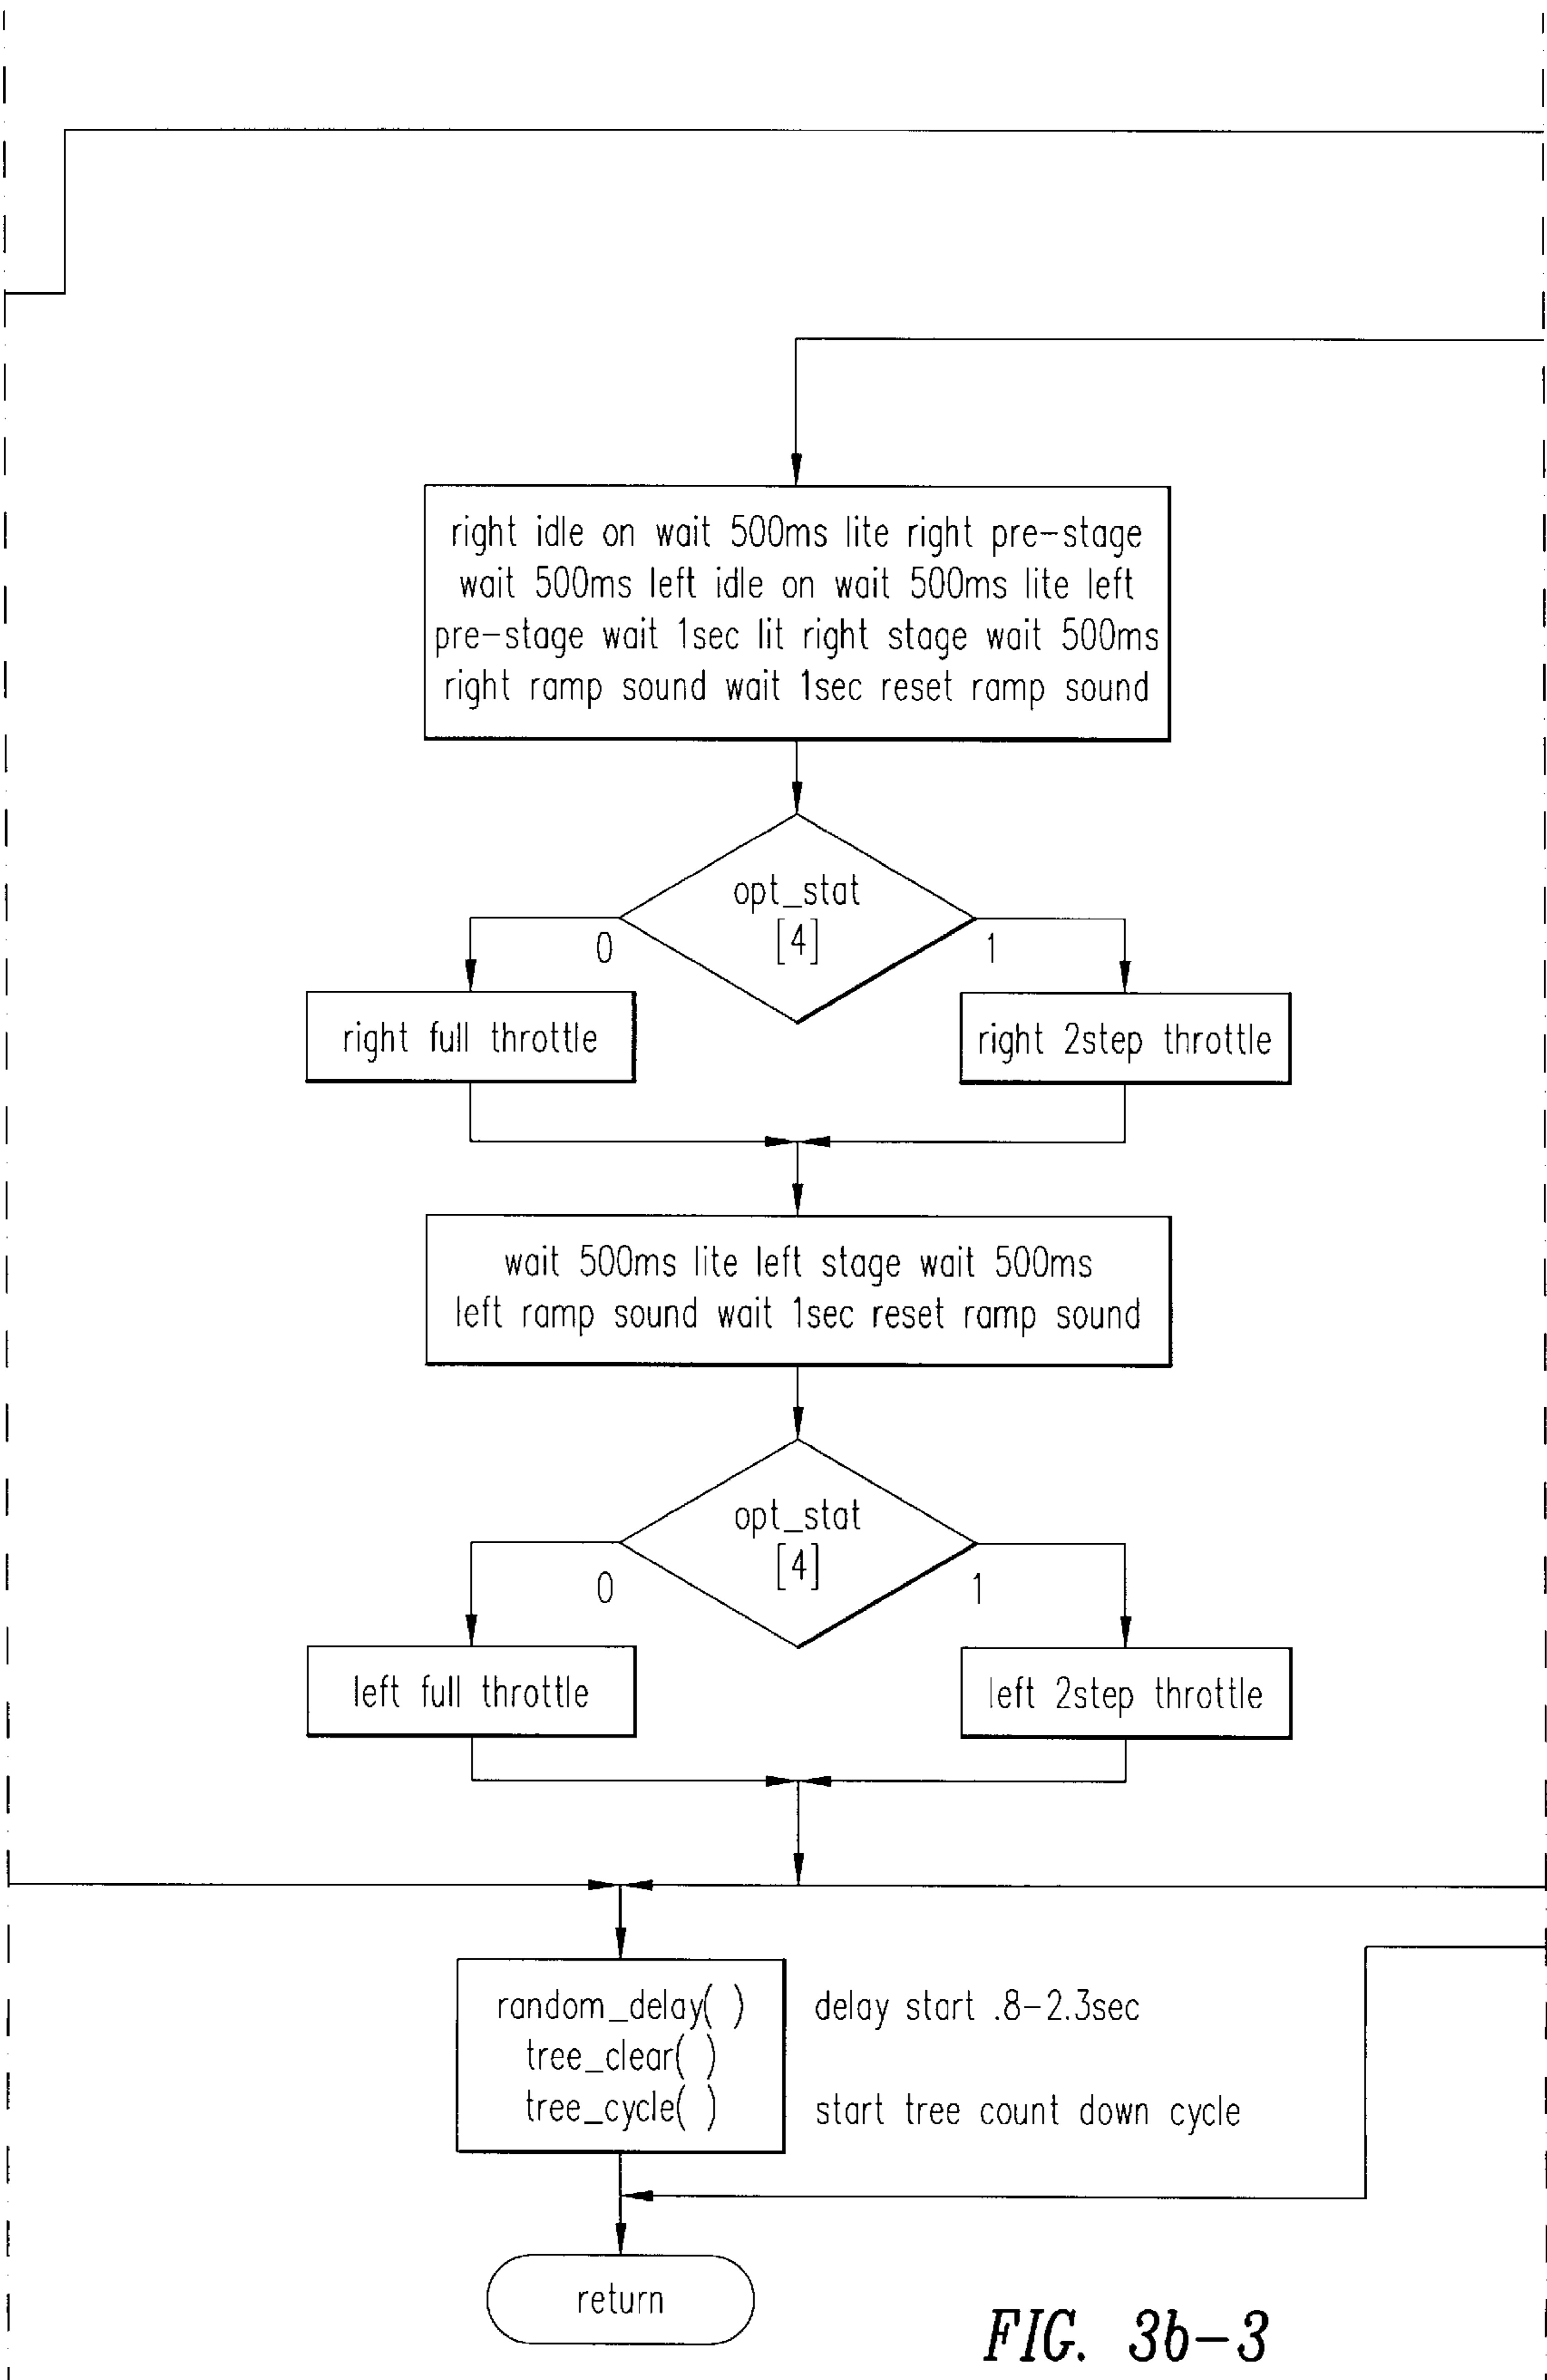 right idle on wait 500ms lite right pre-stage
wait 500ms left idle on wait 500ms lite left
pre-stage wait 1sec lit right stage wait 500ms
right ramp sound wait 1sec reset ramp sound
opt_stat
[4]
0
1
right full throttle
right 2step throttle
wait 500ms lite left stage wait 500ms
left ramp sound wait 1sec reset ramp sound
opt_stat
[4]
0
1
left full throttle
left 2step throttle
random_delay( )
delay start .8-2.3sec
tree_clear( )
tree_cycle( )
start tree count down cycle
return
FIG. 3b-3